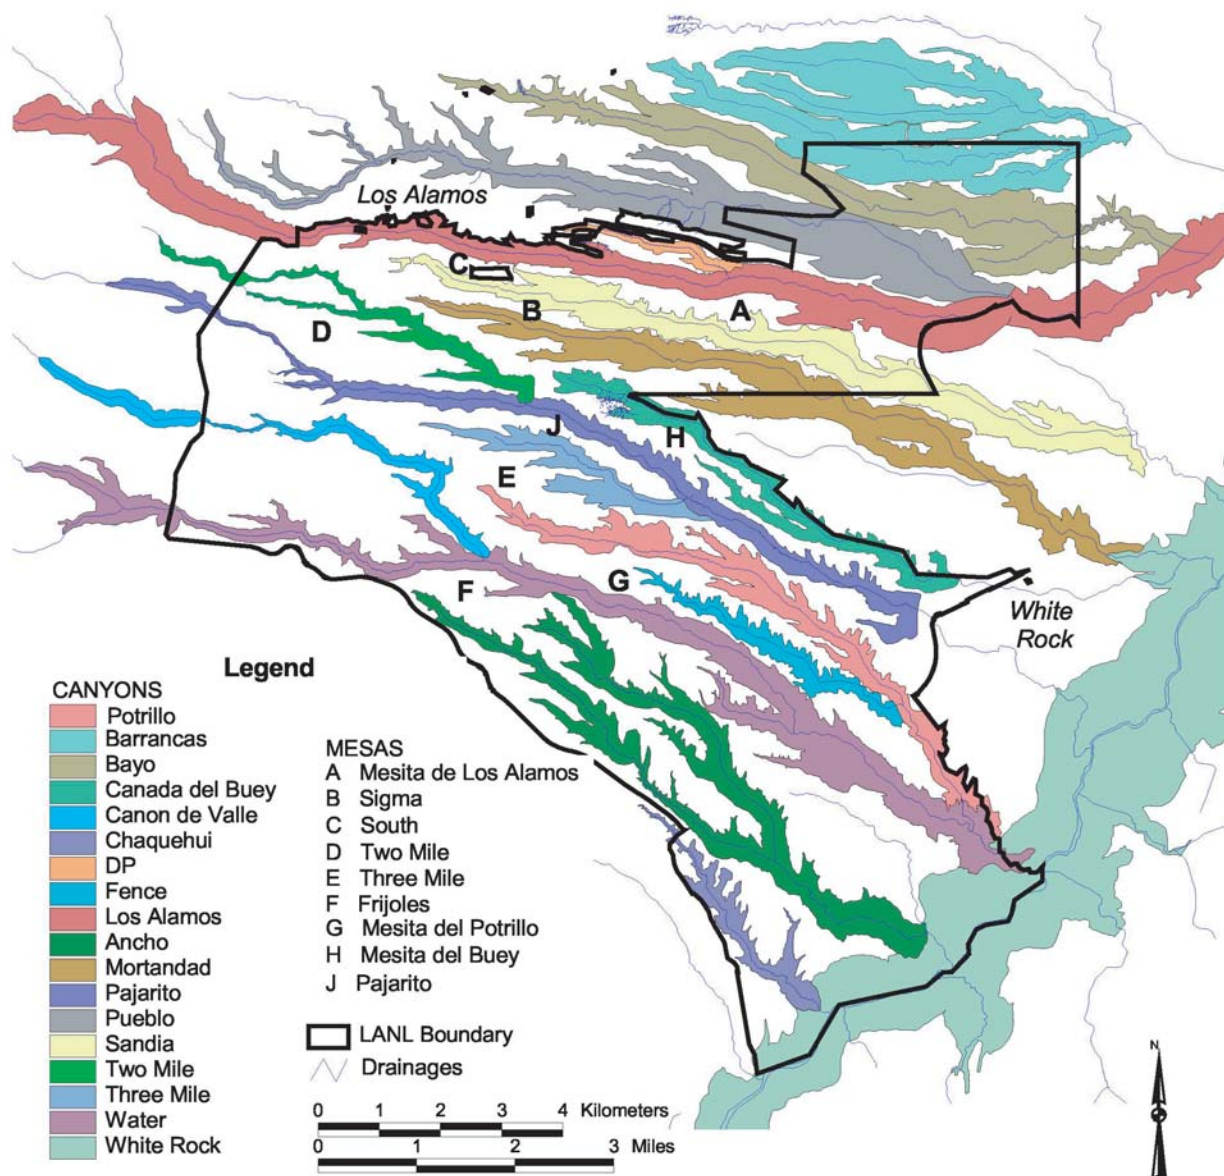 Los Alamos
C
B
A
D
J
H
E
G
F
White
Rock
Legend
CANYONS
Potrillo
Barrancas
Bayo
Canada del Buey
Canon de Valle
Chaquehui
DP
Fence
Los Alamos
Ancho
Mortandad
Pajarito
Pueblo
Sandia
Two Mile
Three Mile
Water
White Rock
MESAS
A Mesita de Los Alamos
B Sigma
C South
D Two Mile
E Three Mile
F Frijoles
G Mesita del Potrillo
H Mesita del Buey
J Pajarito
LANL Boundary
Drainages
0 1 2 3 4 Kilometers
0 1 2 3 Miles
N